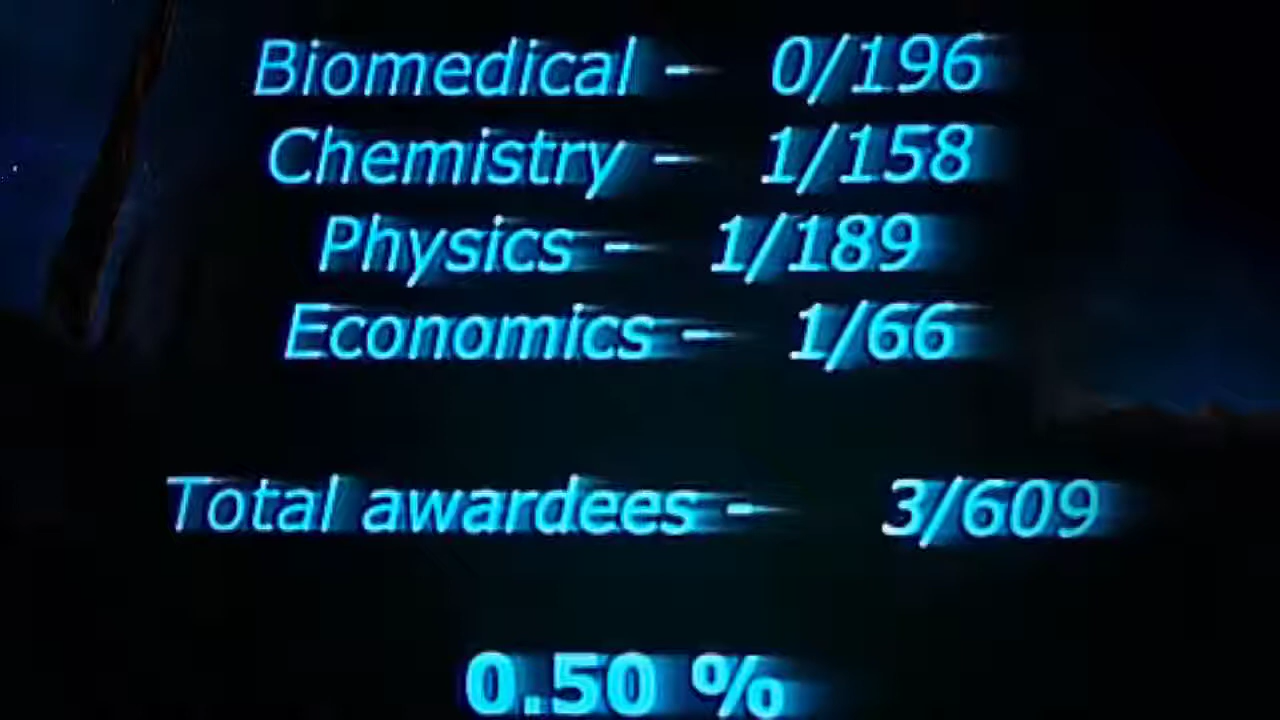 Biomedical - 0/196
Chemistry - 1/158
Physics - 1/189
Economics - 1/66
Total awardees - 3/609
0.50 %